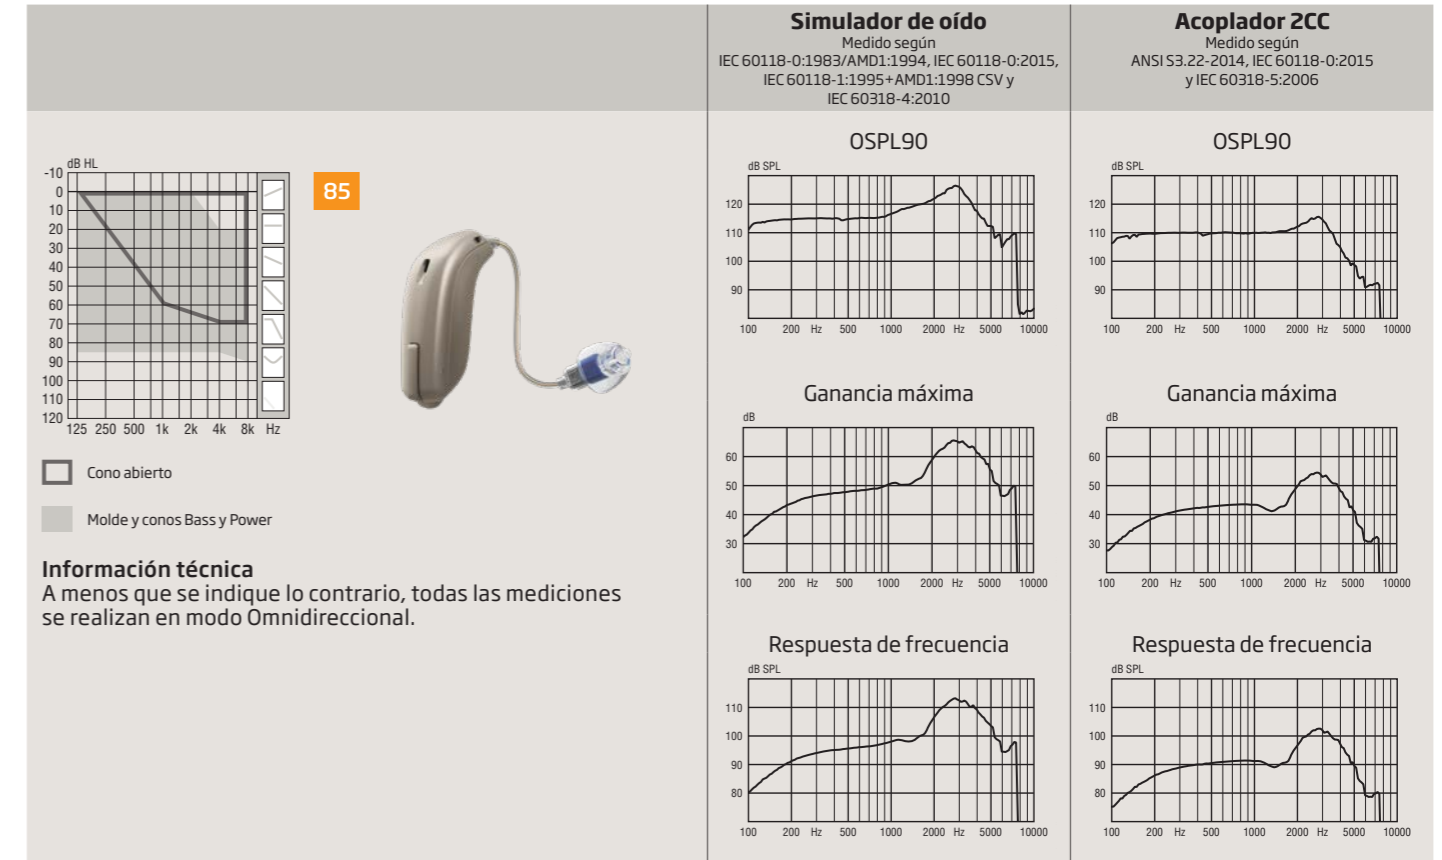 Simulador de oído
Medido según
IEC 60118-0:1983/AMD1:1994, IEC 60118-0:2015,
IEC 60118-1:1995+AMD1:1998 CSV y
IEC 60318-4:2010
Acoplador 2CC
Medido según
ANSI S3.22-2014, IEC 60118-0:2015
y IEC 60318-5:2006
dB HL
-10
0
10
20
30
40
50
60
70
80
90
100
110
120
125 250 500 1k 2k 4k 8k Hz
85
Cono abierto
Molde y conos Bass y Power
Información técnica
A menos que se indique lo contrario, todas las mediciones
se realizan en modo Omnidireccional.
OSPL90
dB SPL
120
110
100
90
100 200 Hz 500 1000 2000 Hz 5000 10000
Ganancia máxima
dB
60
50
40
30
100 200 Hz 500 1000 2000 Hz 5000 10000
Respuesta de frecuencia
dB SPL
110
100
90
80
100 200 Hz 500 1000 2000 Hz 5000 10000
OSPL90
dB SPL
120
110
100
90
100 200 Hz 500 1000 2000 Hz 5000 10000
Ganancia máxima
dB
60
50
40
30
100 200 Hz 500 1000 2000 Hz 5000 10000
Respuesta de frecuencia
dB SPL
110
100
90
80
100 200 Hz 500 1000 2000 Hz 5000 10000